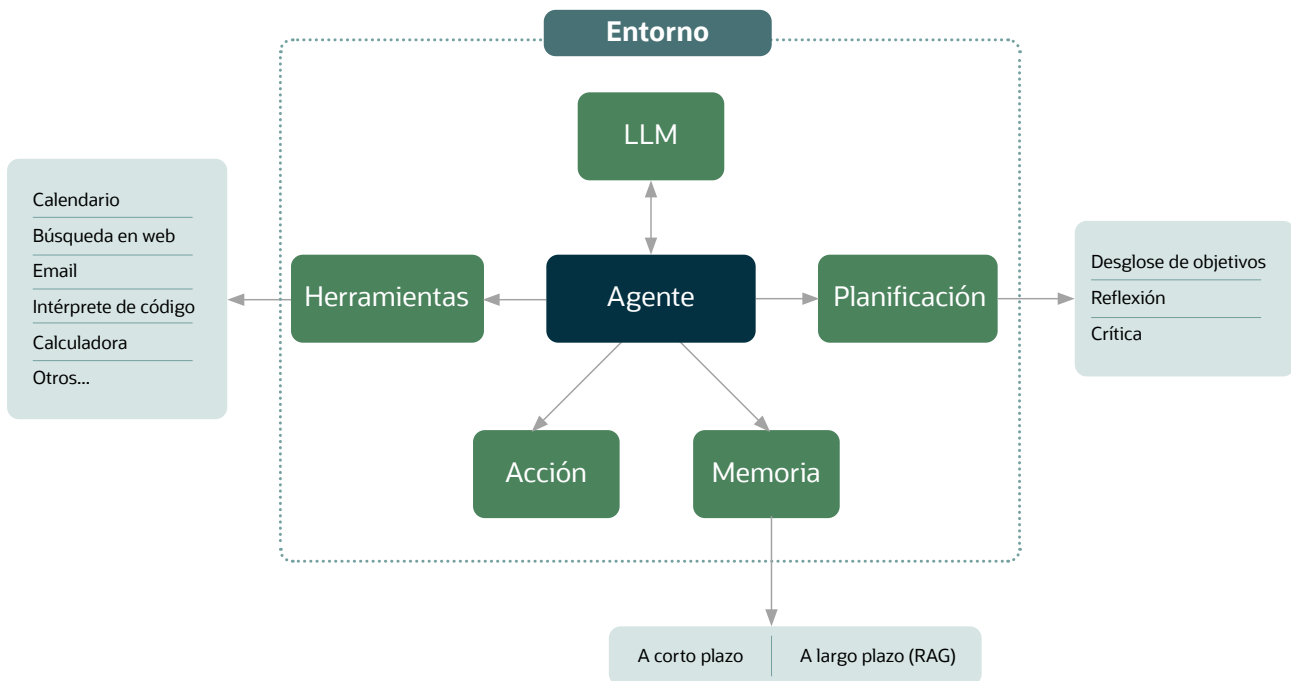 Entorno
LLM
Calendario
Búsqueda en web
Email
Intérprete de código
Calculadora
Otros...
Herramientas
Agente
Planificación
Desglose de objetivos
Reflexión
Crítica
Acción
Memoria
A corto plazo
A largo plazo (RAG)